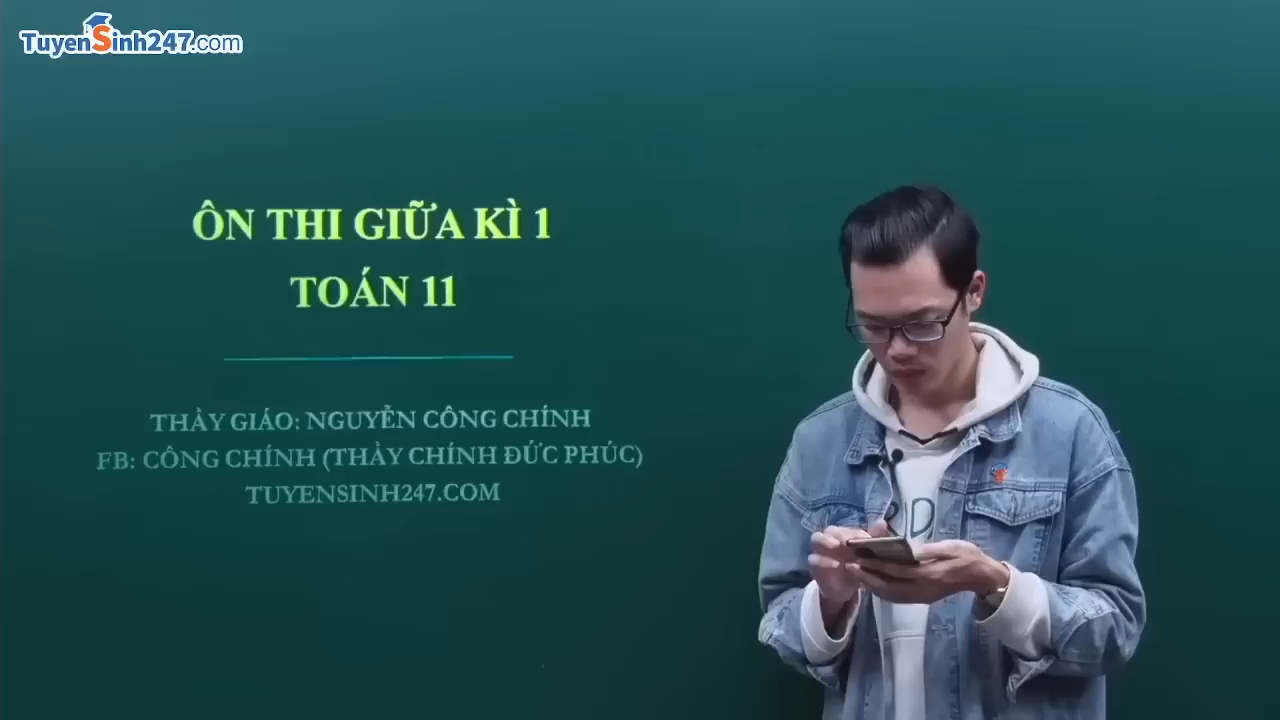 TuyenSinh247.com
ÔN THI GIỮA KÌ 1
TOÁN 11
THẦY GIÁO: NGUYỄN CÔNG CHÍNH
FB: CÔNG CHÍNH (THẦY CHÍNH ĐỨC PHÚC)
TUYENSINH247.COM